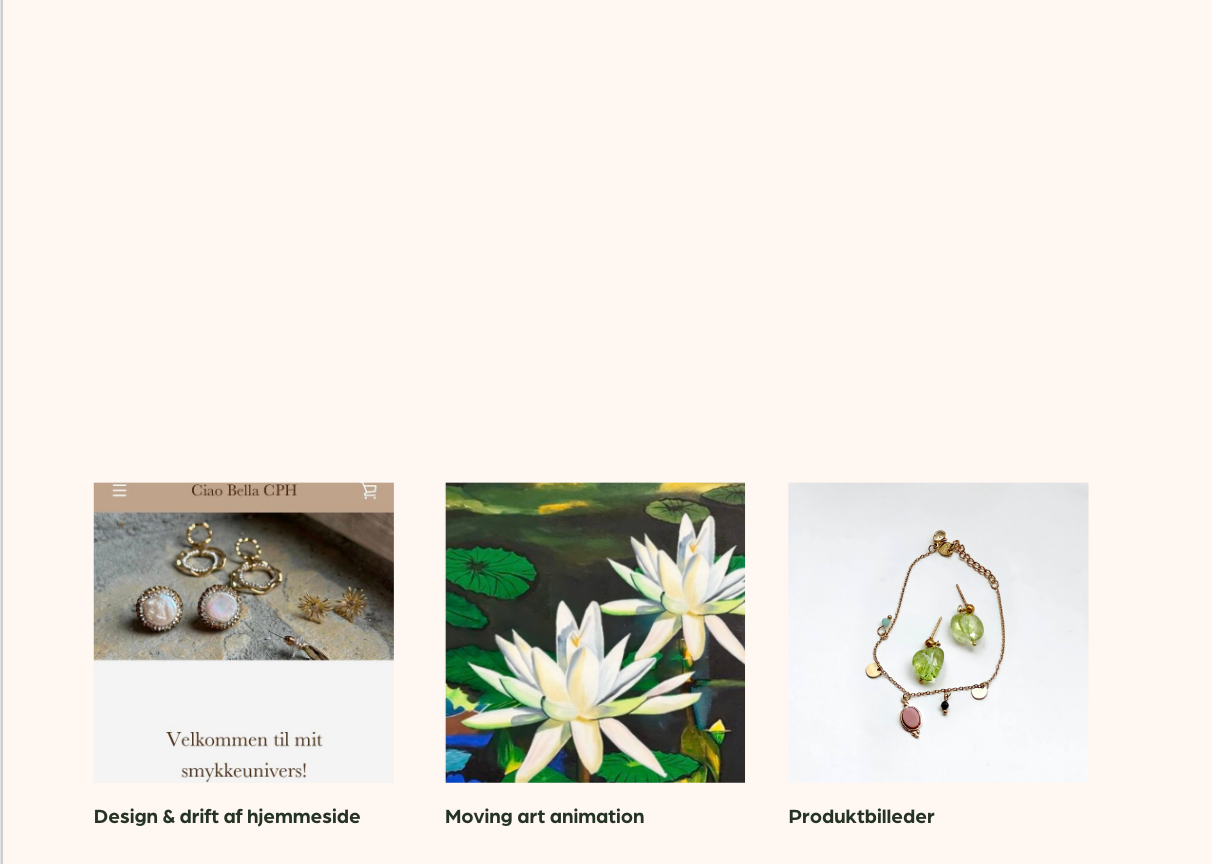 Ciao Bella CPH
Velkommen til mit
smykkeunivers!
Design & drift af hjemmeside
Moving art animation
Produktbilleder